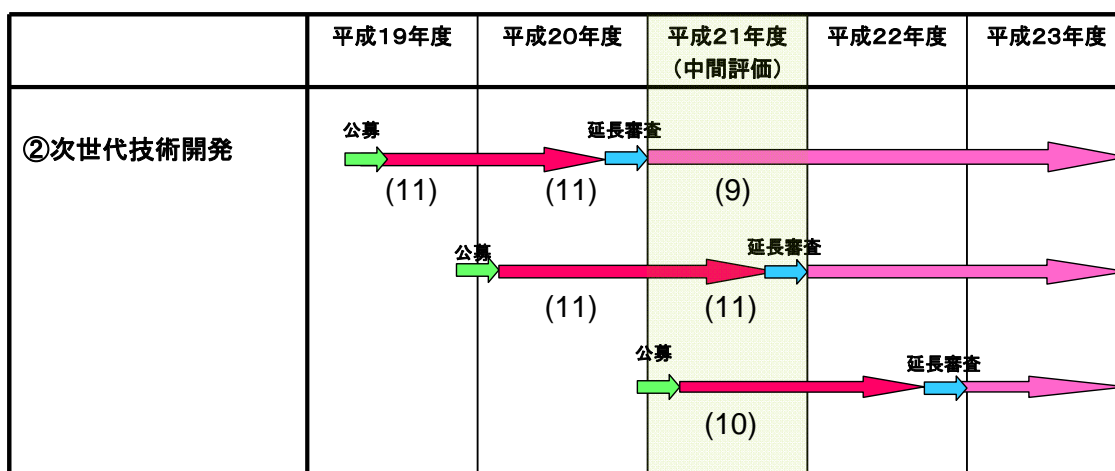 平成19年度 平成20年度 平成21年度 平成22年度 平成23年度
（中間評価）
②次世代技術開発
公募 延長審査
(11) (11) (9)
公募 延長審査
(11) (11)
公募 延長審査
(10)